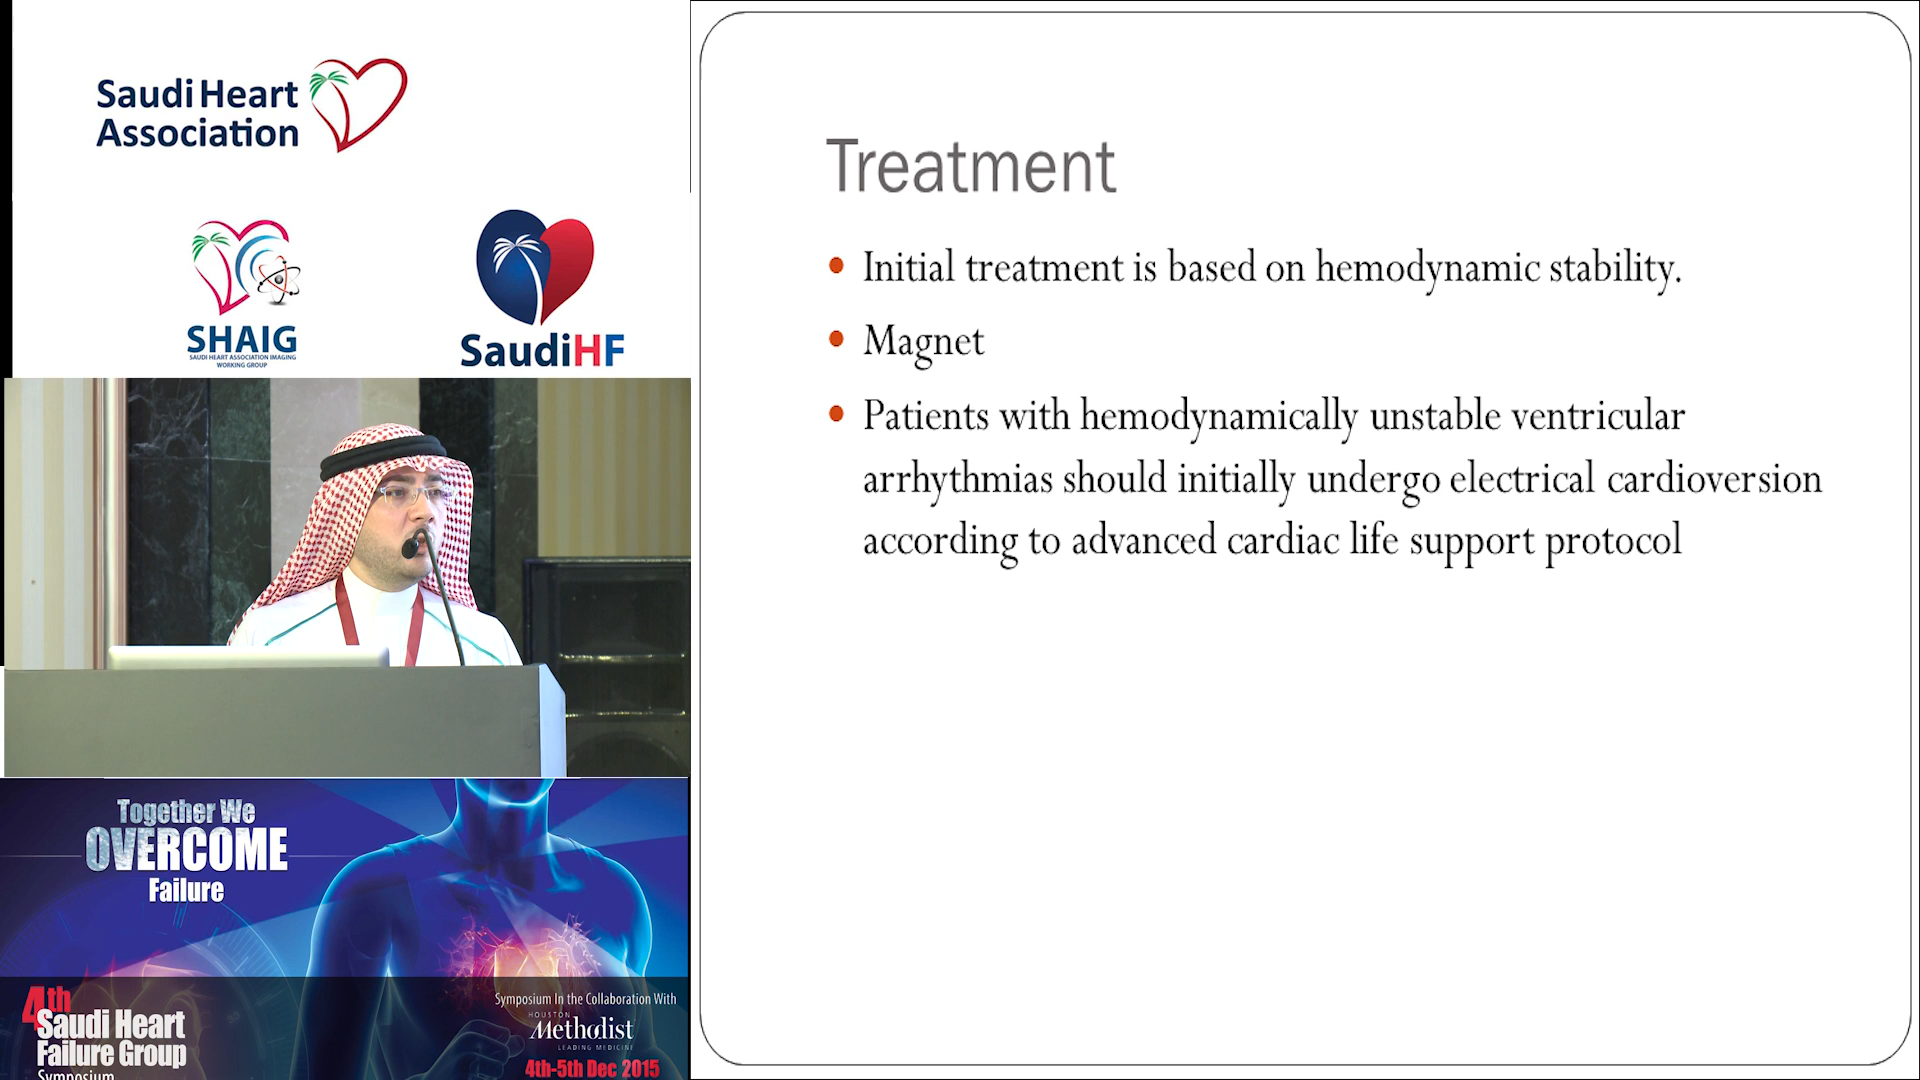 Saudi Heart
Association
SHAIG
SAUDI HEART ASSOCIATION IMAGING
WORKING GROUP
SaudiHF
Together We
OVERCOME
Failure
4th
Saudi Heart
Failure Group
Symposium
Symposium In the Collaboration With
HOUSTON
Methodist
LEADING MEDICINE
4th-5th Dec 2015
Treatment
• Initial treatment is based on hemodynamic stability.
• Magnet
• Patients with hemodynamically unstable ventricular
arrhythmias should initially undergo electrical cardioversion
according to advanced cardiac life support protocol